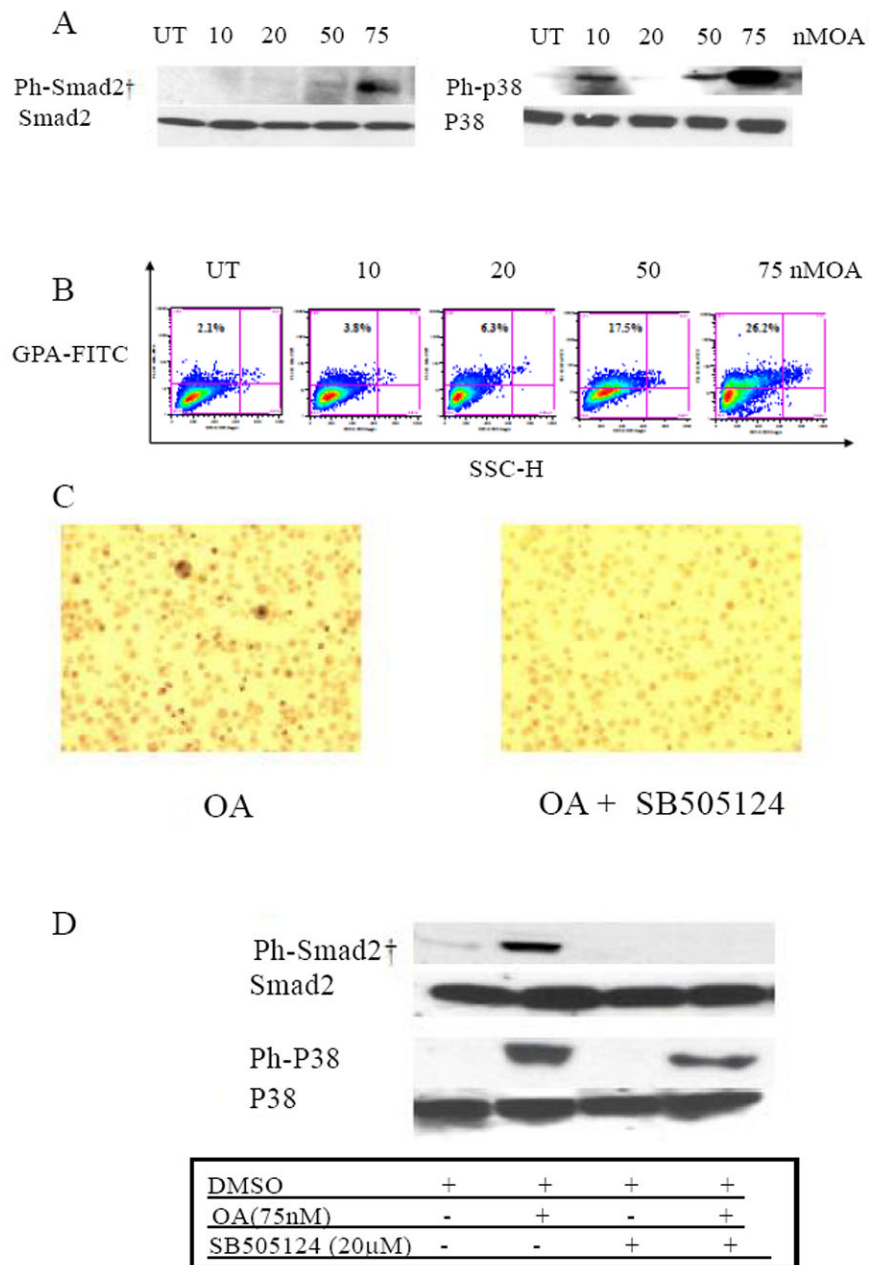 A
UT 10 20 50 75
UT 10 20 50 75 nMOA
Ph-Smad2†
Smad2
Ph-p38
P38
B
UT 10 20 50 75 nMOA
GPA-FITC
2.1% 3.8% 6.3% 17.5% 26.2%
SSC-H
C
OA
OA + SB505124
D
Ph-Smad2†
Smad2
Ph-P38
P38
DMSO + + + +
OA(75nM) - + - +
SB505124 (20µM) - - + +